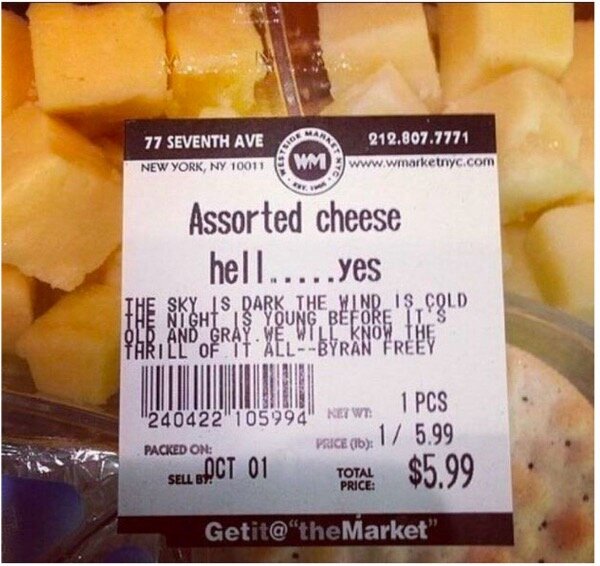 77 SEVENTH AVE
NEW YORK, NY 10011
WESTSIDE MARKET NYC
WM
212.807.7771
www.wmarketnyc.com
Assorted cheese
hell.....yes
THE SKY IS DARK THE WIND IS COLD
THE NIGHT IS YOUNG BEFORE IT'S
OLD AND GRAY.WE WILL KNOW THE
THRILL OF IT ALL--BYRAN FREEY
240422 105994
NET WT: 1 PCS
PRICE (lb): 1/ 5.99
PACKED ON:
SELL BY: OCT 01
TOTAL PRICE: $5.99
Getit@"theMarket"